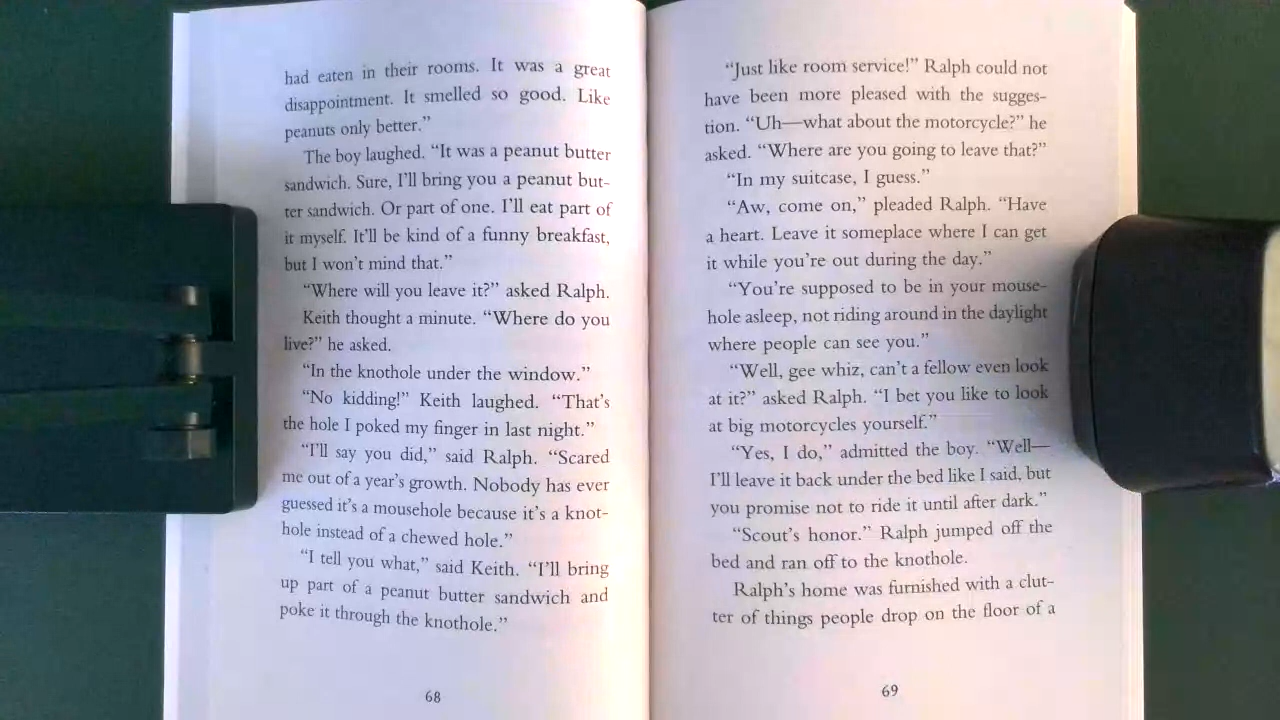 had eaten in their rooms. It was a great
disappointment. It smelled so good. Like
peanuts only better.”
The boy laughed. “It was a peanut butter
sandwich. Sure, I’ll bring you a peanut but-
ter sandwich. Or part of one. I’ll eat part of
it myself. It’ll be kind of a funny breakfast,
but I won’t mind that.”
“Where will you leave it?” asked Ralph.
Keith thought a minute. “Where do you
live?” he asked.
“In the knothole under the window.”
“No kidding!” Keith laughed. “That’s
the hole I poked my finger in last night.”
“I’ll say you did,” said Ralph. “Scared
me out of a year’s growth. Nobody has ever
guessed it’s a mousehole because it’s a knot-
hole instead of a chewed hole.”
“I tell you what,” said Keith. “I’ll bring
up part of a peanut butter sandwich and
poke it through the knothole.”
68
“Just like room service!” Ralph could not
have been more pleased with the sugges-
tion. “Uh—what about the motorcycle?” he
asked. “Where are you going to leave that?”
“In my suitcase, I guess.”
“Aw, come on,” pleaded Ralph. “Have
a heart. Leave it someplace where I can get
it while you’re out during the day.”
“You’re supposed to be in your mouse-
hole asleep, not riding around in the daylight
where people can see you.”
“Well, gee whiz, can’t a fellow even look
at it?” asked Ralph. “I bet you like to look
at big motorcycles yourself.”
“Yes, I do,” admitted the boy. “Well—
I’ll leave it back under the bed like I said, but
you promise not to ride it until after dark.”
“Scout’s honor.” Ralph jumped off the
bed and ran off to the knothole.
Ralph’s home was furnished with a clut-
ter of things people drop on the floor of a
69